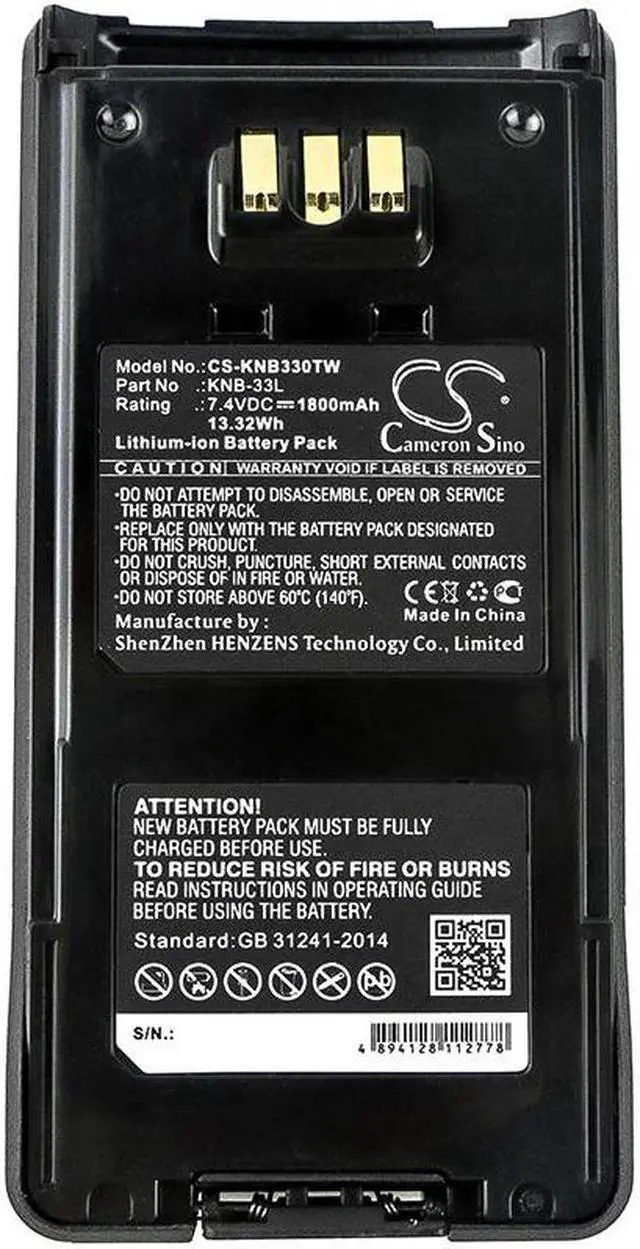 Model No.:CS-KNB330TW
Part No .:KNB-33L
Rating .:7.4VDC⎓1800mAh
13.32Wh
Lithium-ion Battery Pack
Cameron Sino
CAUTION! WARRANTY VOID IF LABEL IS REMOVED
·DO NOT ATTEMPT TO DISASSEMBLE, OPEN OR SERVICE
THE BATTERY PACK.
·REPLACE ONLY WITH THE BATTERY PACK DESIGNATED
FOR THIS PRODUCT.
·DO NOT CRUSH, PUNCTURE, SHORT EXTERNAL CONTACTS
OR DISPOSE OF IN FIRE OR WATER.
·DO NOT STORE ABOVE 60°C (140°F).
CE
Made In China
Manufacture by :
ShenZhen HENZENS Technology Co., Limited
ATTENTION!
NEW BATTERY PACK MUST BE FULLY
CHARGED BEFORE USE.
TO REDUCE RISK OF FIRE OR BURNS
READ INSTRUCTIONS IN OPERATING GUIDE
BEFORE USING THE BATTERY.
Standard:GB 31241-2014
Pb
S/N.:
4 894128 112778